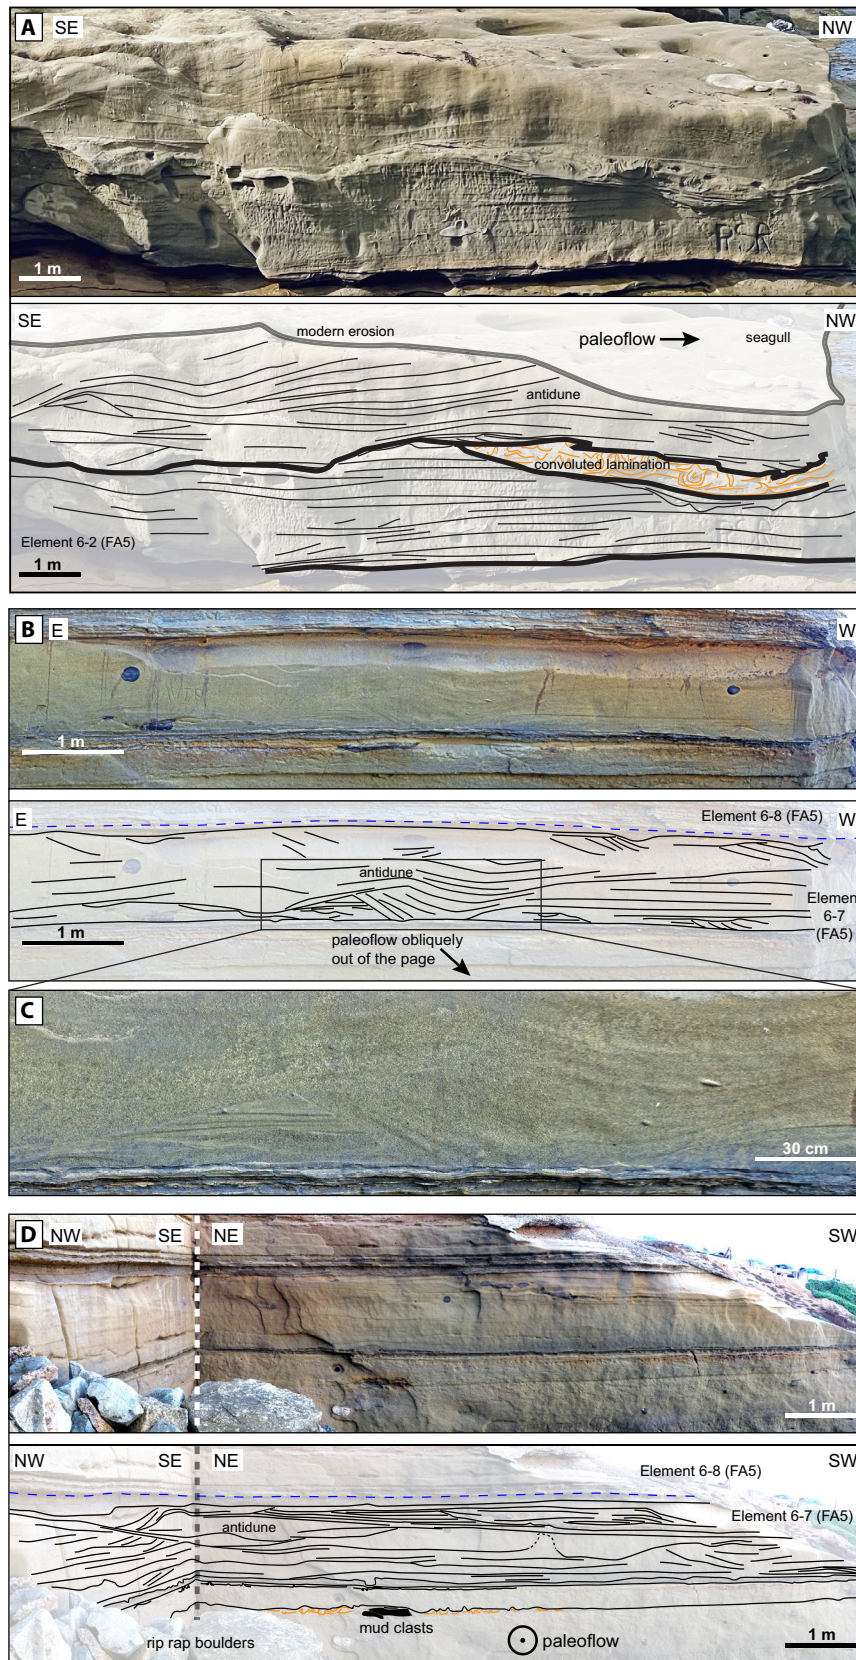 A SE NW
RSR
1 m
SE NW
modern erosion
paleoflow
seagull
antidune
convoluted lamination
Element 6-2 (FA5)
1 m
B E W
1 m
E Element 6-8 (FA5) W
antidune
Element
6-7
(FA5)
1 m
paleoflow obliquely
out of the page
C
30 cm
D NW SE NE SW
1 m
NW SE NE SW
Element 6-8 (FA5)
Element 6-7 (FA5)
antidune
mud clasts
rip rap boulders
paleoflow
1 m